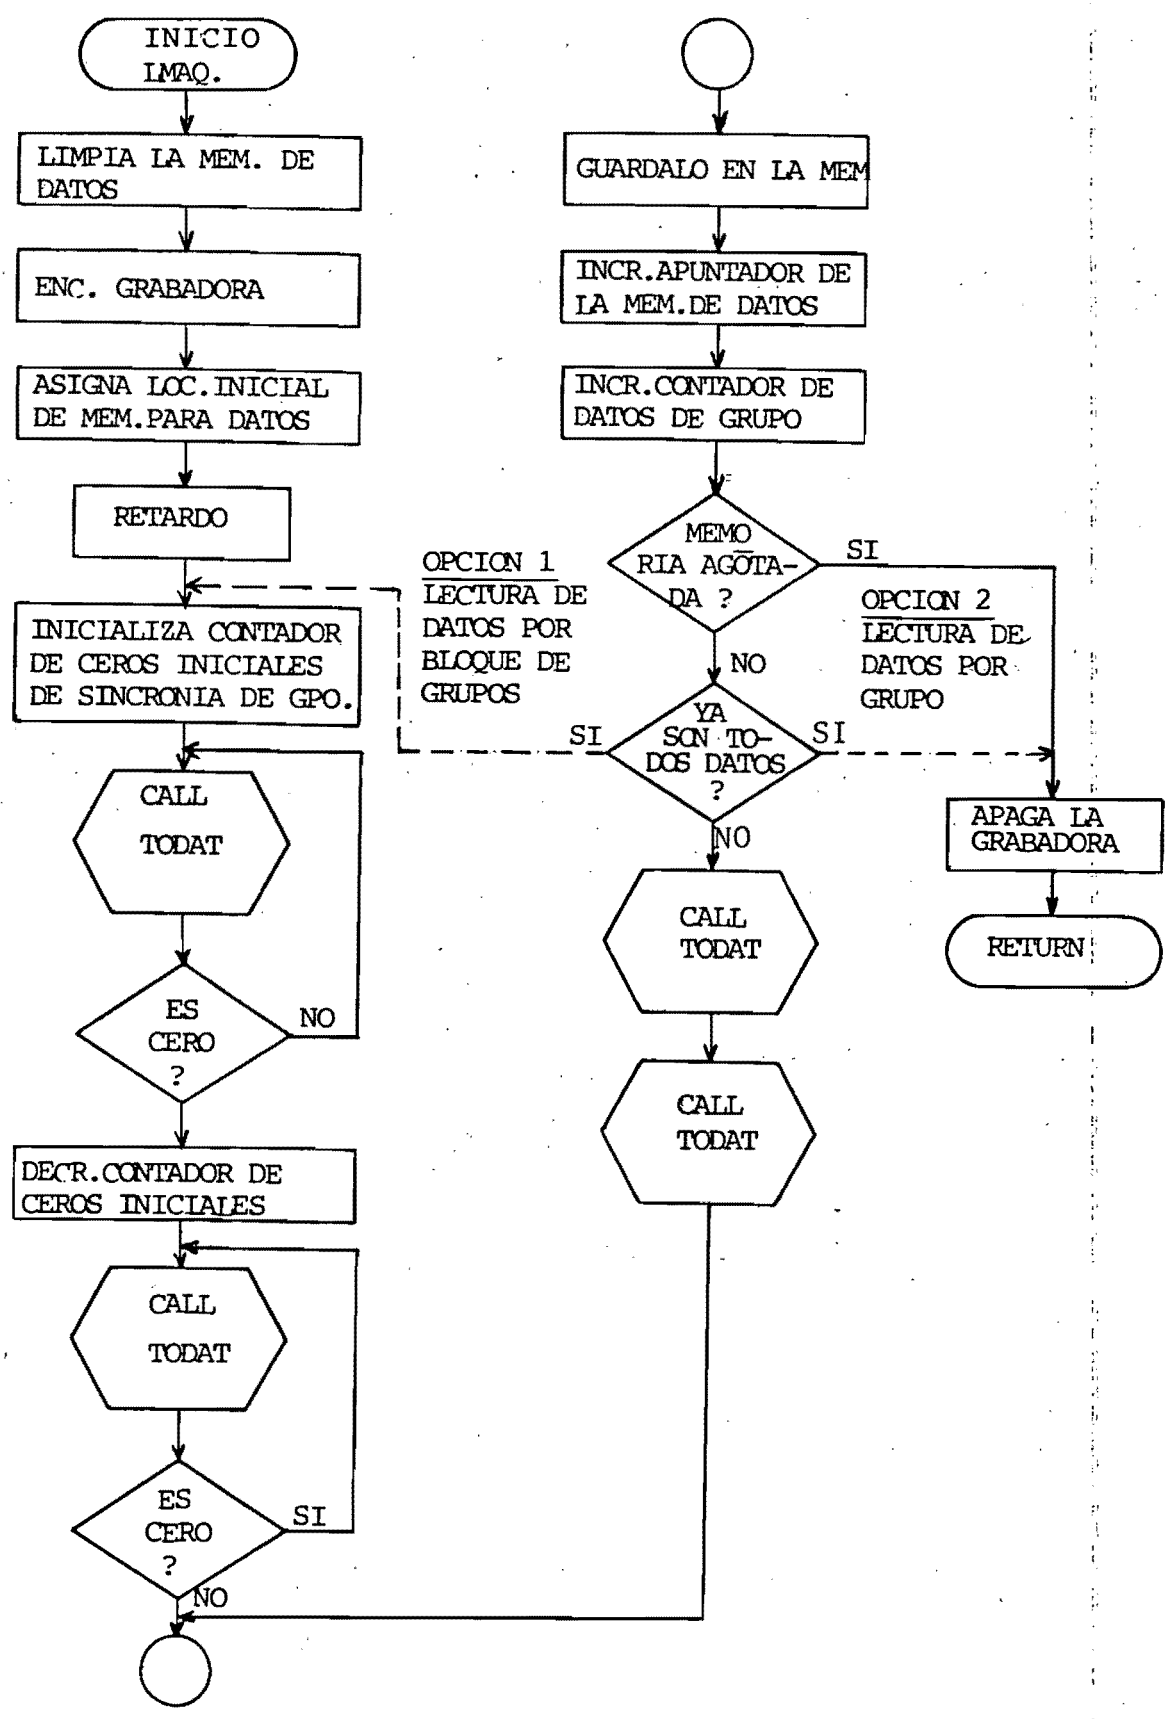 INICIO
LMAQ.
LIMPIA LA MEM. DE
DATOS
ENC. GRABADORA
ASIGNA LOC.INICIAL
DE MEM.PARA DATOS
RETARDO
INICIALIZA CONTADOR
DE CEROS INICIALES
DE SINCRONIA DE GPO.
CALL
TODAT
ES
CERO
?
NO
DECR.CONTADOR DE
CEROS INICIALES
CALL
TODAT
ES
CERO
?
SI
NO
GUARDALO EN LA MEM
INCR.APUNTADOR DE
LA MEM.DE DATOS
INCR.CONTADOR DE
DATOS DE GRUPO
MEMO
RIA AGOTA-
DA ?
SI
NO
OPCION 1
LECTURA DE
DATOS POR
BLOQUE DE
GRUPOS
SI
YA
SON TO-
DOS DATOS
?
SI
NO
OPCION 2
LECTURA DE
DATOS POR
GRUPO
CALL
TODAT
CALL
TODAT
APAGA LA
GRABADORA
RETURN